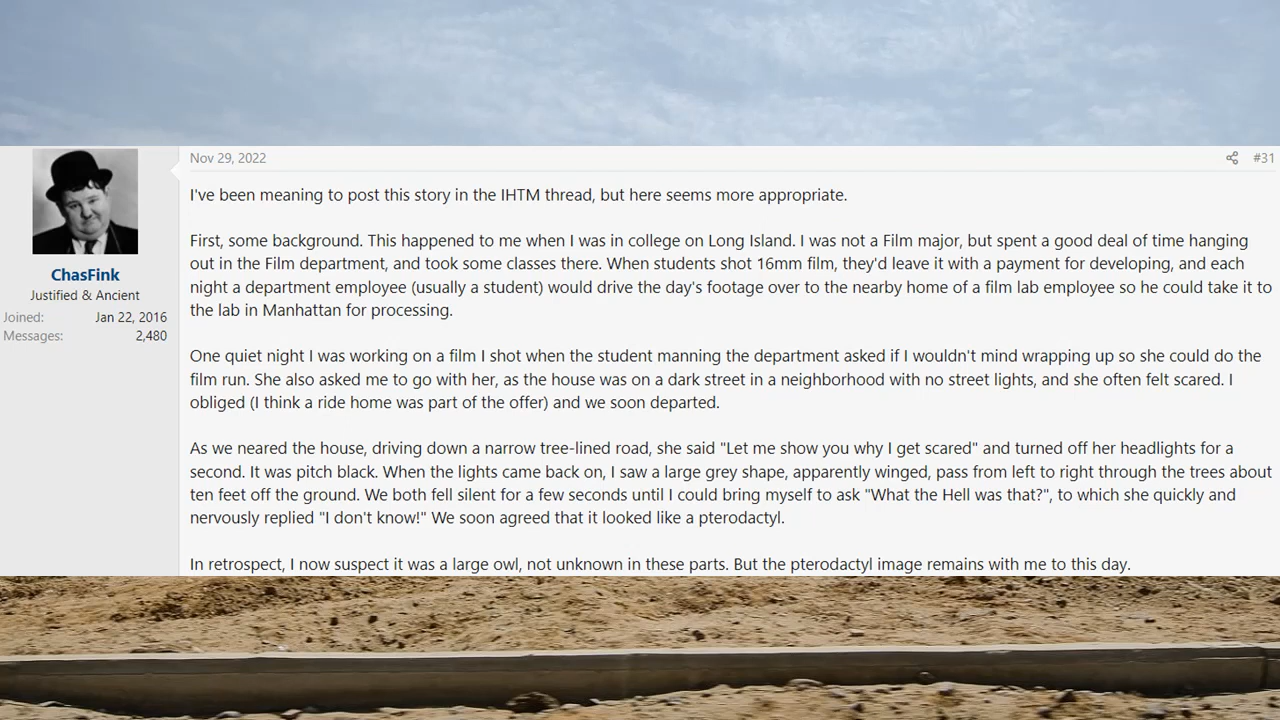 Nov 29, 2022
#31
I've been meaning to post this story in the IHTM thread, but here seems more appropriate.
ChasFink
Justified & Ancient
Joined: Jan 22, 2016
Messages: 2,480
First, some background. This happened to me when I was in college on Long Island. I was not a Film major, but spent a good deal of time hanging
out in the Film department, and took some classes there. When students shot 16mm film, they'd leave it with a payment for developing, and each
night a department employee (usually a student) would drive the day's footage over to the nearby home of a film lab employee so he could take it to
the lab in Manhattan for processing.
One quiet night I was working on a film I shot when the student manning the department asked if I wouldn't mind wrapping up so she could do the
film run. She also asked me to go with her, as the house was on a dark street in a neighborhood with no street lights, and she often felt scared. I
obliged (I think a ride home was part of the offer) and we soon departed.
As we neared the house, driving down a narrow tree-lined road, she said "Let me show you why I get scared" and turned off her headlights for a
second. It was pitch black. When the lights came back on, I saw a large grey shape, apparently winged, pass from left to right through the trees about
ten feet off the ground. We both fell silent for a few seconds until I could bring myself to ask "What the Hell was that?", to which she quickly and
nervously replied "I don't know!" We soon agreed that it looked like a pterodactyl.
In retrospect, I now suspect it was a large owl, not unknown in these parts. But the pterodactyl image remains with me to this day.